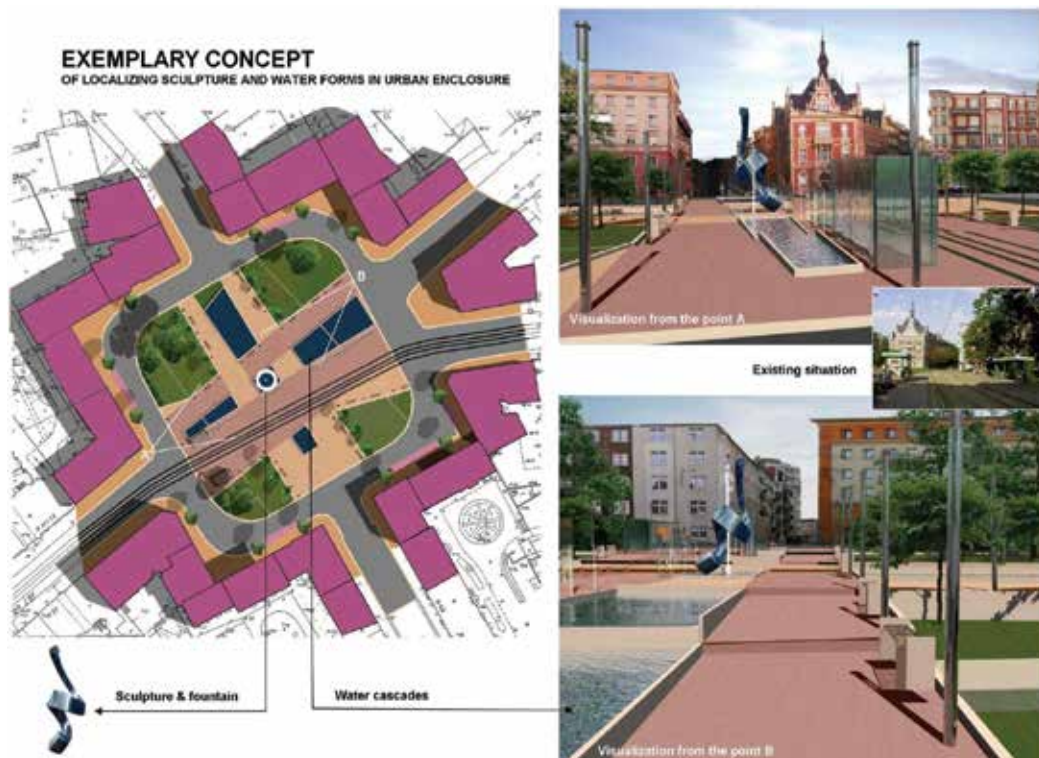 EXEMPLARY CONCEPT
OF LOCALIZING SCULPTURE AND WATER FORMS IN URBAN ENCLOSURE
B
A
Sculpture & fountain
Water cascades
Visualization from the point A
Existing situation
Visualization from the point B